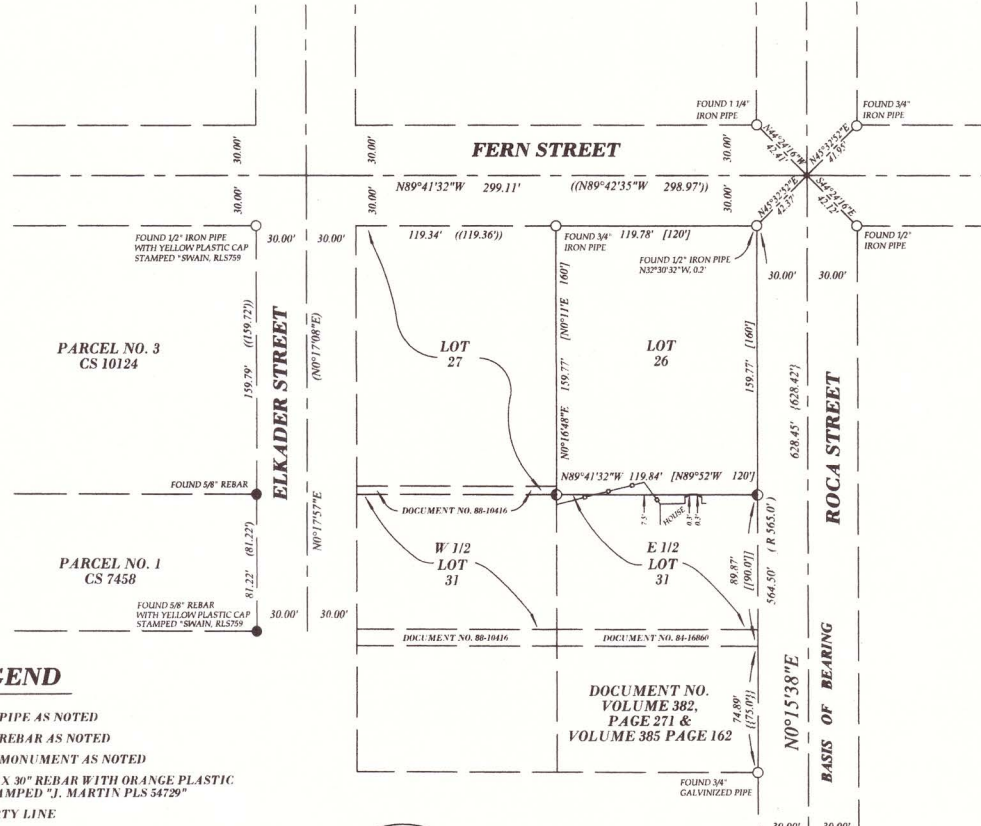 FOUND 1 1/4"
IRON PIPE
FOUND 3/4"
IRON PIPE
N44°24'16"W
42.41'
N45°32'52"E
41.95'
30.00'
30.00'
FERN STREET
30.00'
N89°41'32"W 299.11' ((N89°42'35"W 298.97'))
30.00'
30.00'
30.00'
N45°32'52"E
42.37'
S44°24'16"E
42.12'
FOUND 1/2" IRON PIPE
WITH YELLOW PLASTIC CAP
STAMPED "SWAIN, RLS759
30.00'
30.00'
119.34' ((119.36'))
FOUND 3/4"
IRON PIPE
119.78' [120']
FOUND 1/2" IRON PIPE
N32°30'32"W, 0.2'
FOUND 1/2"
IRON PIPE
30.00'
30.00'
PARCEL NO. 3
CS 10124
159.79' ((159.72'))
ELKADER STREET
(N0°17'08"E)
LOT
27
N0°16'48"E 159.77' [N0°11'E 160']
LOT
26
159.77' [160']
628.45' {628.42'}
ROCA STREET
N89°41'32"W 119.84' [N89°52'W 120']
FOUND 5/8" REBAR
DOCUMENT NO. 88-10416
7.5'
HOUSE
0.3'
0.3'
N0°17'57"E
81.22' (81.22')
PARCEL NO. 1
CS 7458
W 1/2
LOT
31
E 1/2
LOT
31
89.87'
[[90.0']]
564.50' (R 565.0')
FOUND 5/8" REBAR
WITH YELLOW PLASTIC CAP
STAMPED "SWAIN, RLS759
30.00'
30.00'
DOCUMENT NO. 88-10416
DOCUMENT NO. 84-16860
GEND
PIPE AS NOTED
REBAR AS NOTED
MONUMENT AS NOTED
X 30" REBAR WITH ORANGE PLASTIC
AMPED "J. MARTIN PLS 54729"
TY LINE
DOCUMENT NO.
VOLUME 382,
PAGE 271 &
VOLUME 385 PAGE 162
74.89'
[[75.0']]
N0°15'38"E
BASIS OF BEARING
FOUND 3/4"
GALVANIZED PIPE
30.00'
30.00'